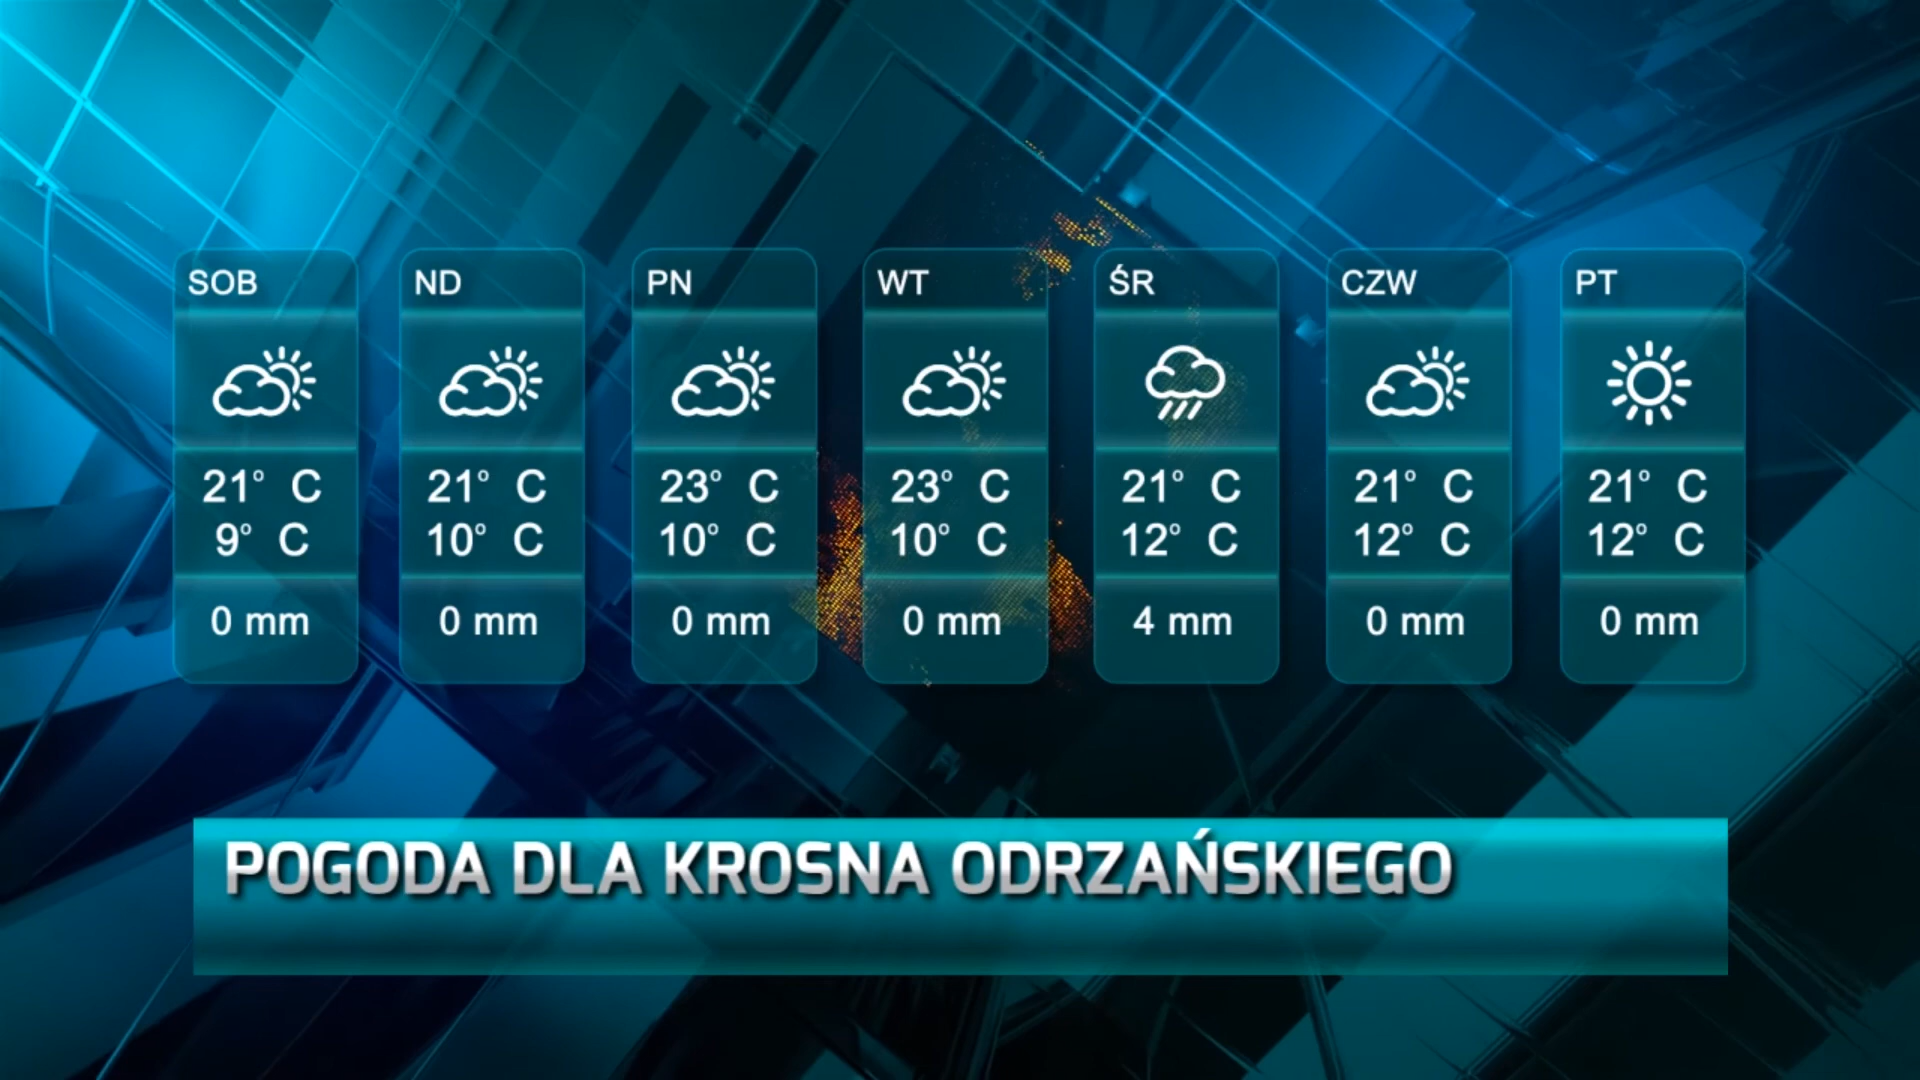 SOB
21° C
9° C
0 mm
ND
21° C
10° C
0 mm
PN
23° C
10° C
0 mm
WT
23° C
10° C
0 mm
ŚR
21° C
12° C
4 mm
CZW
21° C
12° C
0 mm
PT
21° C
12° C
0 mm
POGODA DLA KROSNA ODRZAŃSKIEGO